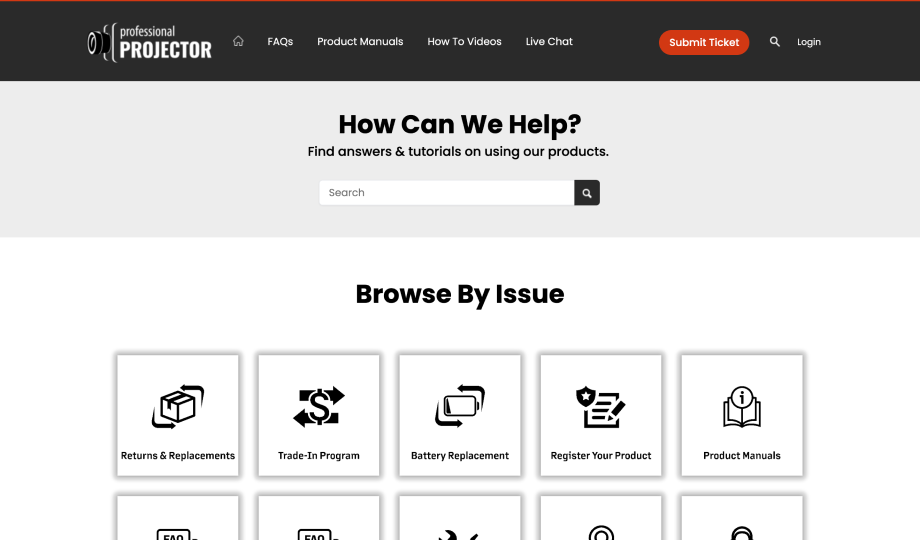 professional
PROJECTOR
FAQs
Product Manuals
How To Videos
Live Chat
Submit Ticket
Login
How Can We Help?
Find answers & tutorials on using our products.
Search
Browse By Issue
Returns & Replacements
Trade-In Program
Battery Replacement
Register Your Product
Product Manuals
FAQ
FAQ